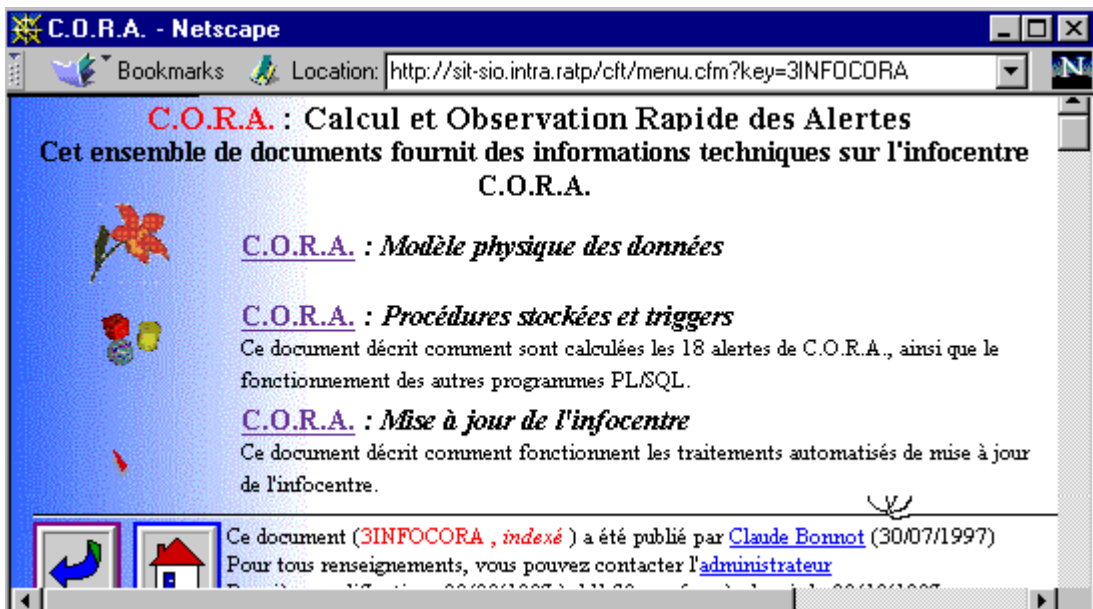 C.O.R.A. - Netscape
Bookmarks Location: http://sit-sio.intra.ratp/cft/menu.cfm?key=3INFOCORA N
C.O.R.A. : Calcul et Observation Rapide des Alertes
Cet ensemble de documents fournit des informations techniques sur l'infocentre
C.O.R.A.
C.O.R.A. : Modèle physique des données
C.O.R.A. : Procédures stockées et triggers
Ce document décrit comment sont calculées les 18 alertes de C.O.R.A., ainsi que le
fonctionnement des autres programmes PL/SQL.
C.O.R.A. : Mise à jour de l'infocentre
Ce document décrit comment fonctionnent les traitements automatisés de mise à jour
de l'infocentre.
Ce document (3INFOCORA , indexé ) a été publié par Claude Bonnot (30/07/1997)
Pour tous renseignements, vous pouvez contacter l'administrateur